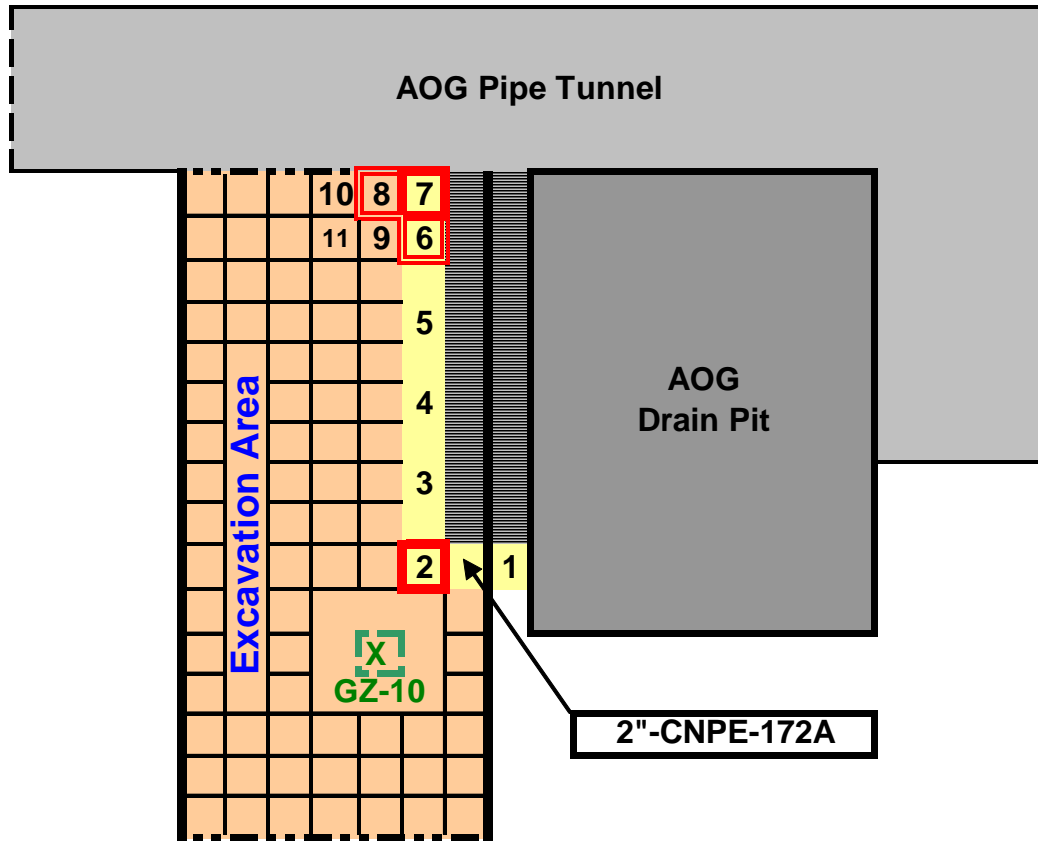 AOG Pipe Tunnel
10 8 7
11 9 6
5
4
3
2 1
Excavation Area
AOG
Drain Pit
X
GZ-10
2"-CNPE-172A